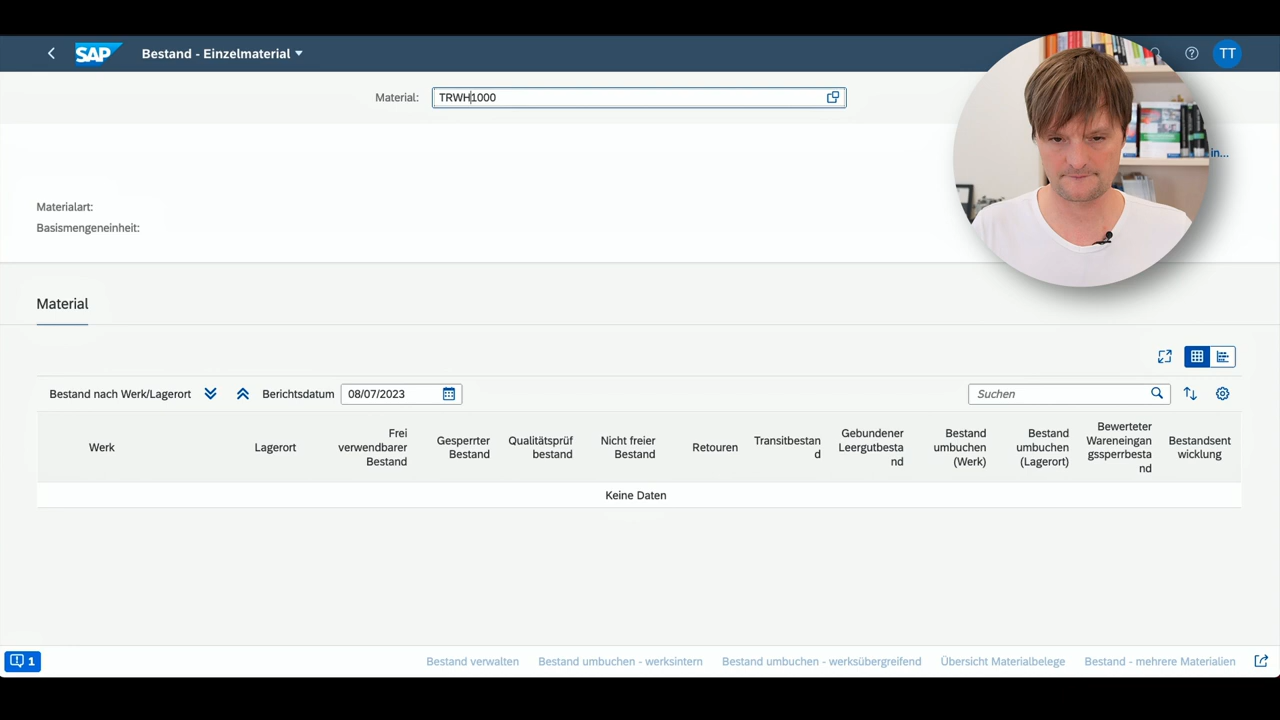 SAP Bestand - Einzelmaterial TT
Material: TRWH1000
in...
Materialart:
Basismengeneinheit:
Material
Bestand nach Werk/Lagerort Berichtsdatum 08/07/2023 Suchen
Werk Lagerort Frei verwendbarer Bestand Gesperrter Bestand Qualitätsprüf bestand Nicht freier Bestand Retouren Transitbestan d Gebundener Leergutbesta nd Bestand umbuchen (Werk) Bestand umbuchen (Lagerort) Bewerteter Wareneingan gssperrbesta nd Bestandsent wicklung
Keine Daten
1 Bestand verwalten Bestand umbuchen - werksintern Bestand umbuchen - werksübergreifend Übersicht Materialbelege Bestand - mehrere Materialien